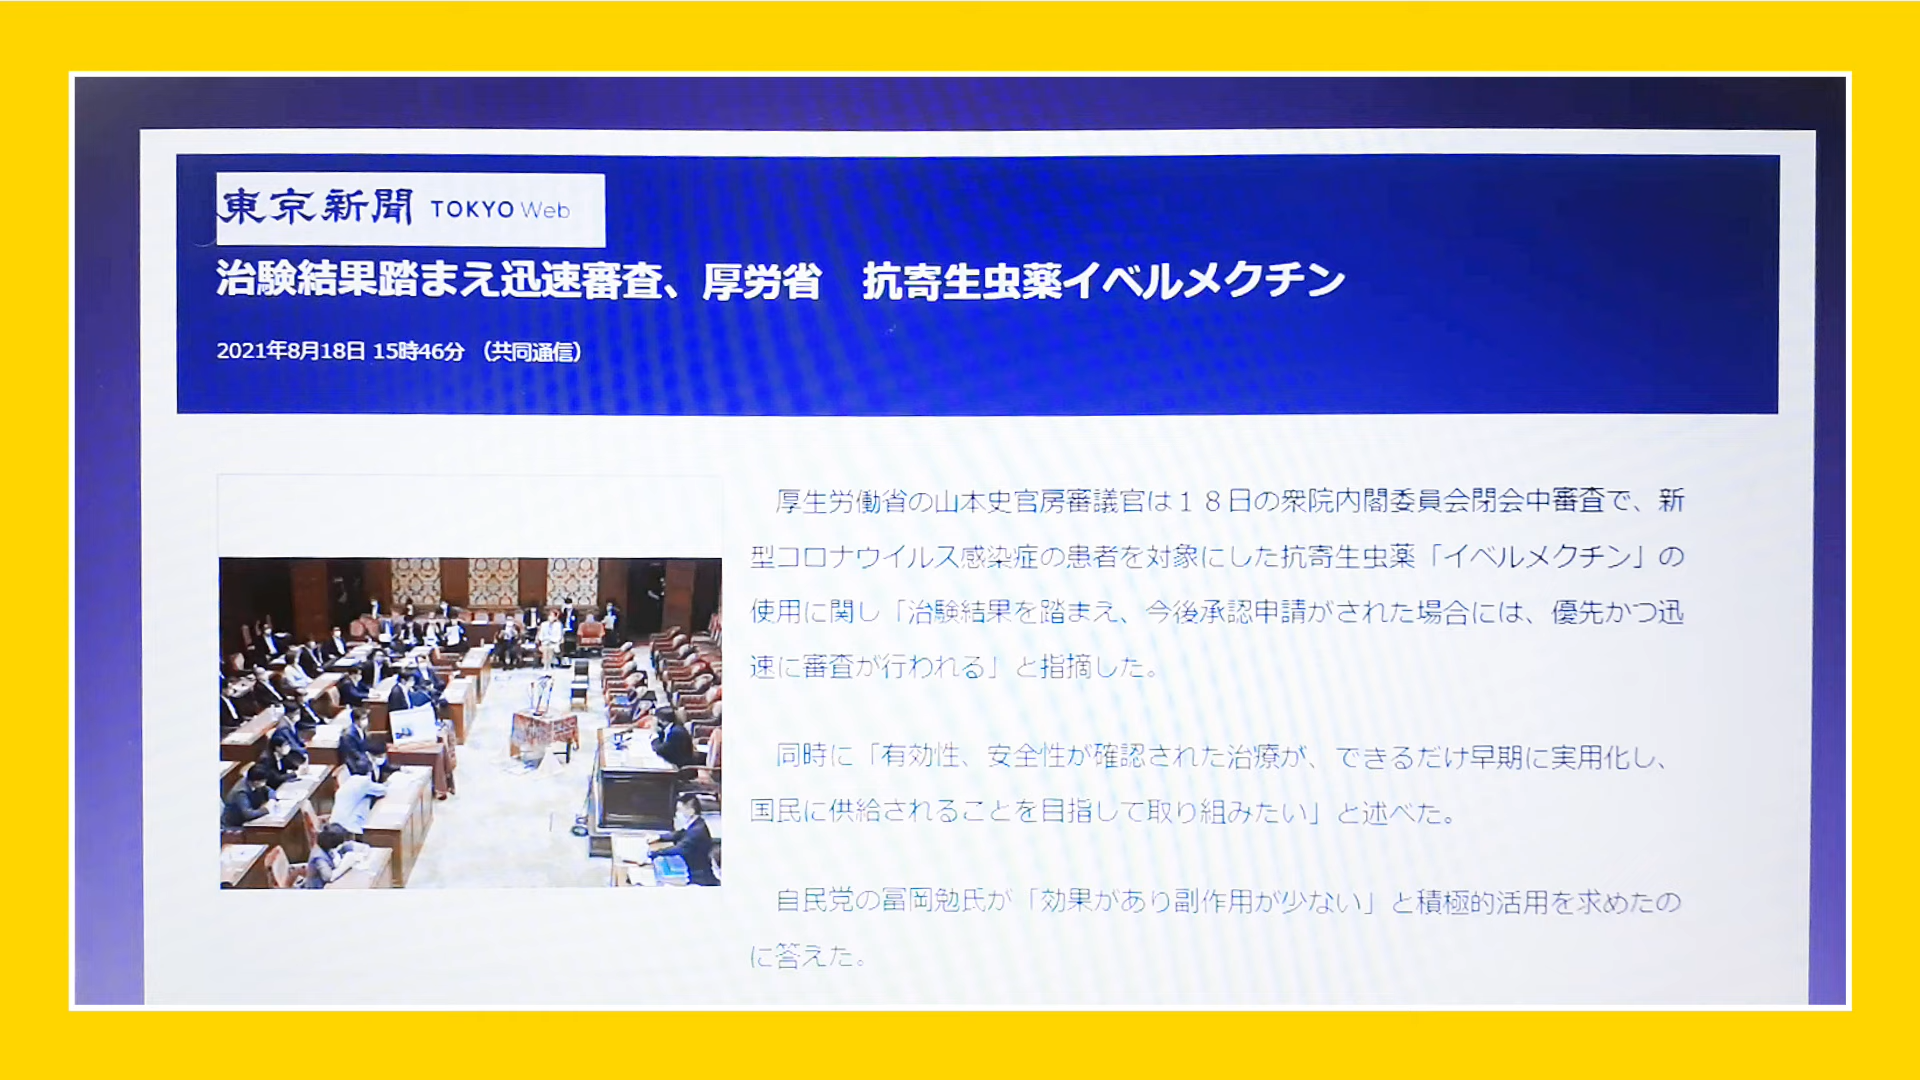 東京新聞 TOKYO Web
治験結果踏まえ迅速審査、厚労省　抗寄生虫薬イベルメクチン
2021年8月18日 15時46分 （共同通信）
厚生労働省の山本史官房審議官は１８日の衆院内閣委員会閉会中審査で、新
型コロナウイルス感染症の患者を対象にした抗寄生虫薬「イベルメクチン」の
使用に関し「治験結果を踏まえ、今後承認申請がされた場合には、優先かつ迅
速に審査が行われる」と指摘した。
同時に「有効性、安全性が確認された治療が、できるだけ早期に実用化し、
国民に供給されることを目指して取り組みたい」と述べた。
自民党の冨岡勉氏が「効果があり副作用が少ない」と積極的活用を求めたの
に答えた。